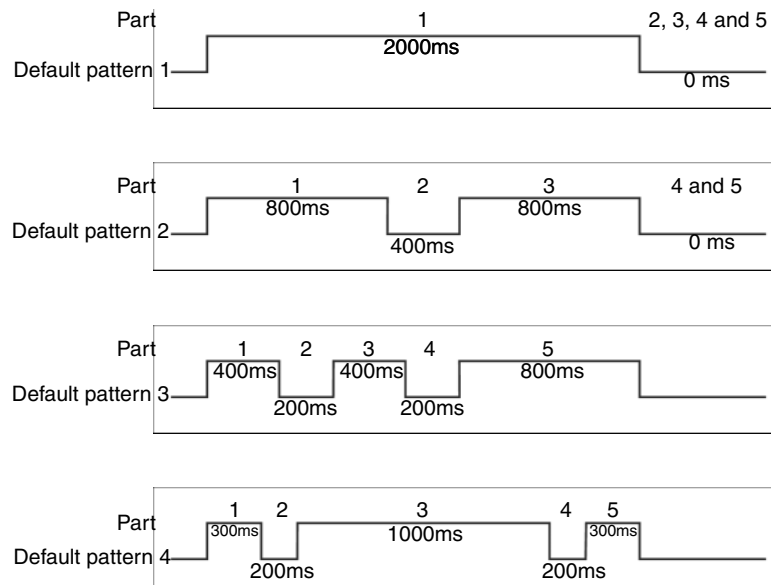 Part 1 2, 3, 4 and 5
2000ms
Default pattern 1
0 ms
Part 1 2 3 4 and 5
800ms 800ms
Default pattern 2
400ms 0 ms
Part 1 2 3 4 5
400ms 400ms 800ms
Default pattern 3
200ms 200ms
1 2 3 4 5
Part 300ms 1000ms 300ms
Default pattern 4
200ms 200ms